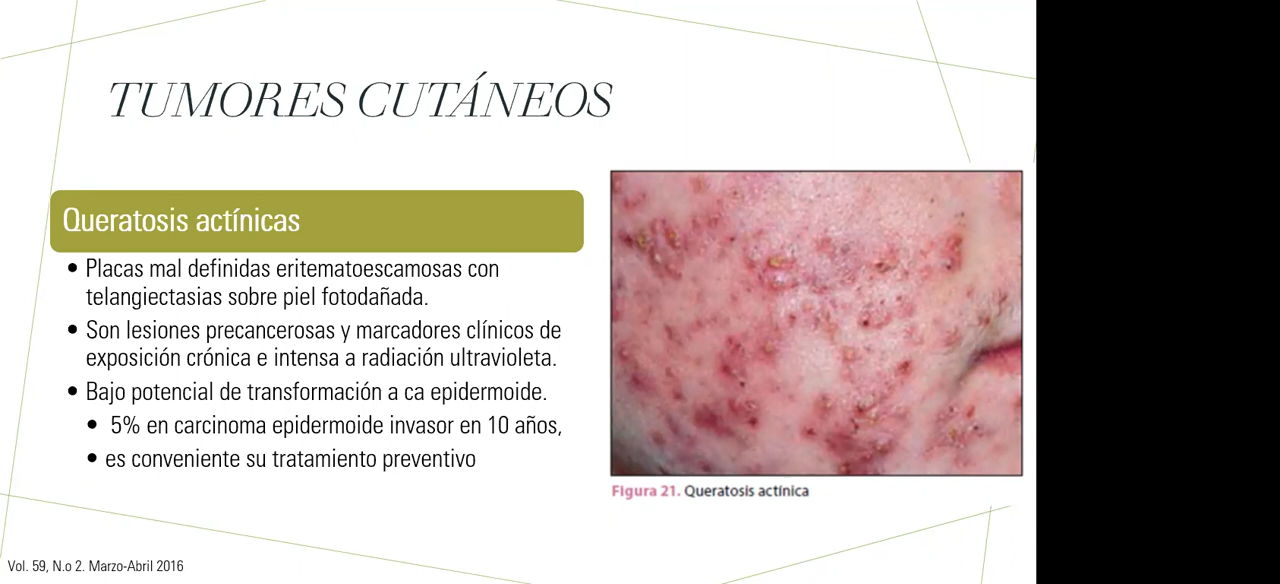 TUMORES CUTÁNEOS
Queratosis actínicas
• Placas mal definidas eritematoescamosas con
telangiectasias sobre piel fotodañada.
• Son lesiones precancerosas y marcadores clínicos de
exposición crónica e intensa a radiación ultravioleta.
• Bajo potencial de transformación a ca epidermoide.
• 5% en carcinoma epidermoide invasor en 10 años,
• es conveniente su tratamiento preventivo
Figura 21. Queratosis actínica
Vol. 59, N.o 2. Marzo-Abril 2016